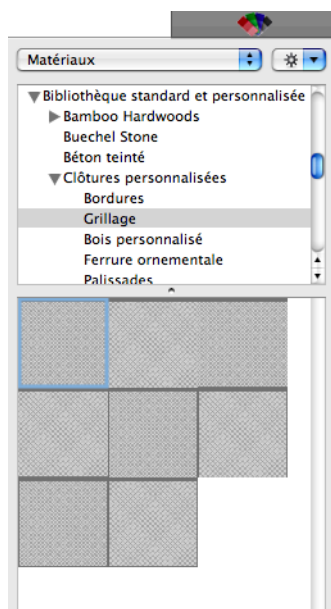 Matériaux
Bibliothèque standard et personnalisée
Bamboo Hardwoods
Buechel Stone
Béton teinté
Clôtures personnalisées
Bordures
Grillage
Bois personnalisé
Ferrure ornementale
Palissades